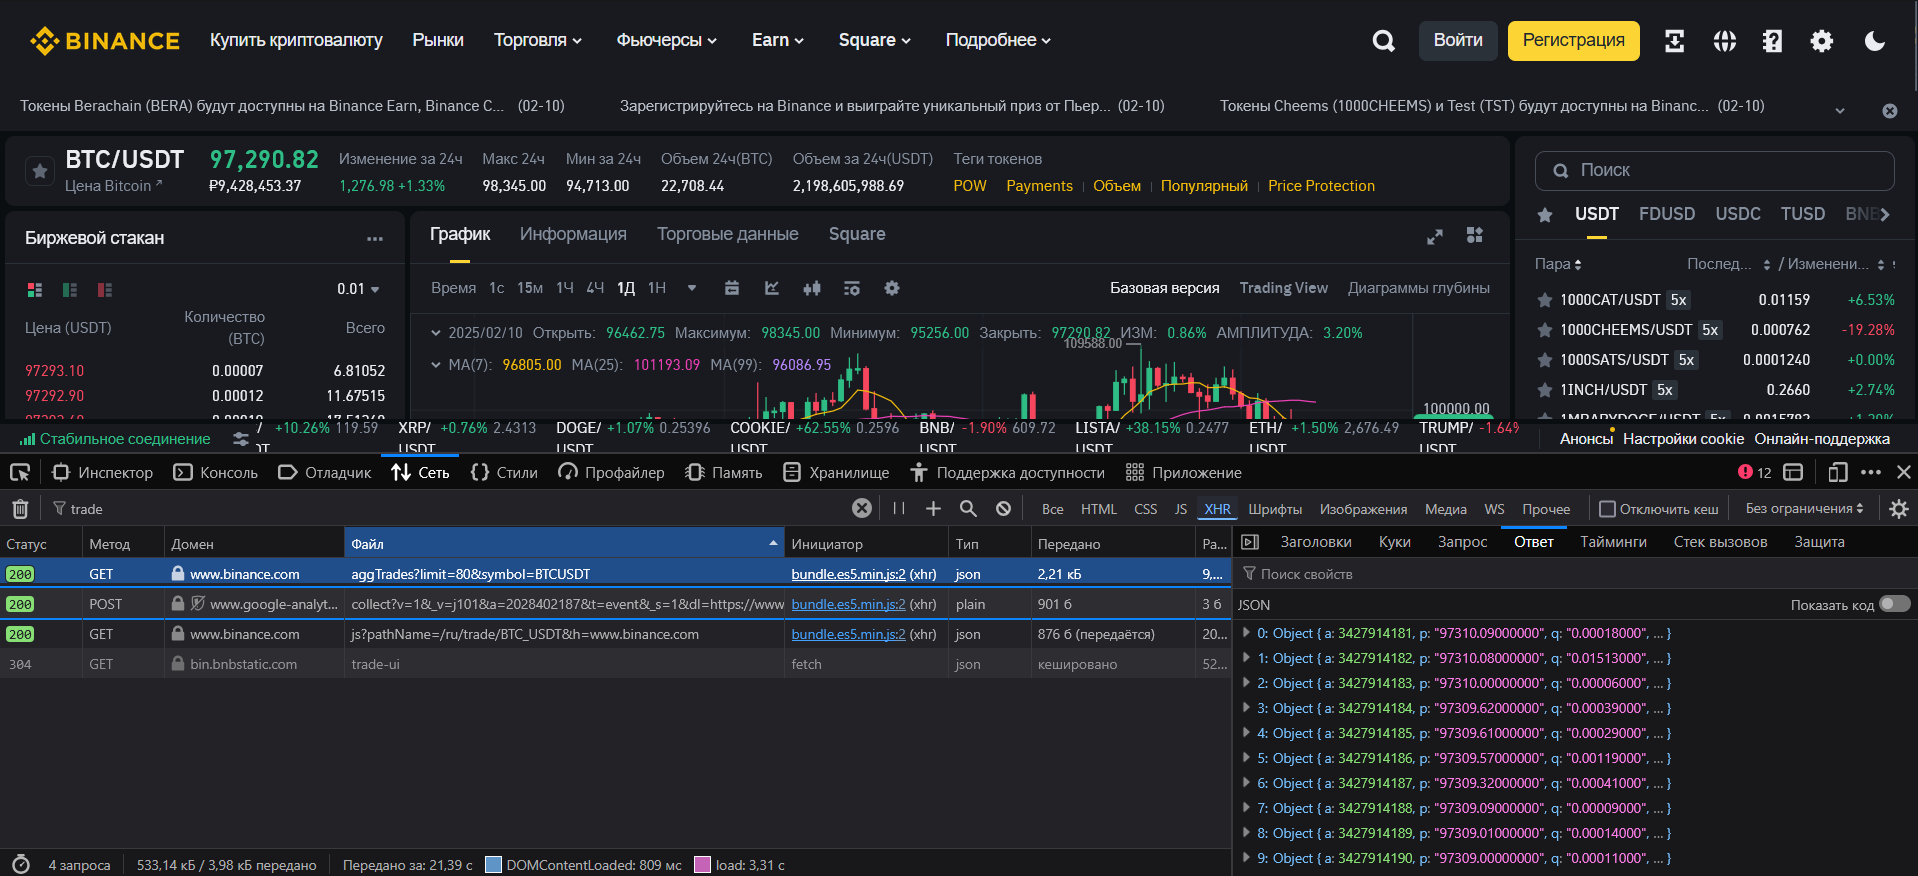 BINANCE Купить криптовалюту Рынки Торговля Фьючерсы Earn Square Подробнее Войти Регистрация
Токены Berachain (BERA) будут доступны на Binance Earn, Binance C... (02-10) Зарегистрируйтесь на Binance и выиграйте уникальный приз от Пьер... (02-10) Токены Cheems (1000CHEEMS) и Test (TST) будут доступны на Binanc... (02-10)
BTC/USDT 97,290.82 Изменение за 24ч Макс 24ч Мин за 24ч Объем 24ч(BTC) Объем за 24ч(USDT) Теги токенов
Цена Bitcoin ₽9,428,453.37 1,276.98 +1.33% 98,345.00 94,713.00 22,708.44 2,198,605,988.69 POW Payments Объем Популярный Price Protection
Поиск
USDT FDUSD USDC TUSD BNB
Пара Послед... / Изменени...
1000CAT/USDT 5x 0.01159 +6.53%
1000CHEEMS/USDT 5x 0.000762 -19.28%
1000SATS/USDT 5x 0.0001240 +0.00%
1INCH/USDT 5x 0.2660 +2.74%
Биржевой стакан
0.01
Цена (USDT) Количество (BTC) Всего
97293.10 0.00007 6.81052
97292.90 0.00012 11.67515
График Информация Торговые данные Square
Время 1с 15м 1Ч 4Ч 1Д 1Н Базовая версия Trading View Диаграммы глубины
2025/02/10 Открыть: 96462.75 Максимум: 98345.00 Минимум: 95256.00 Закрыть: 97290.82 ИЗМ: 0.86% АМПЛИТУДА: 3.20%
109588.00
MA(7): 96805.00 MA(25): 101193.09 MA(99): 96086.95
100000.00
Стабильное соединение
/ +10.26% 119.59 XRP/ +0.76% 2.4313 DOGE/ +1.07% 0.25396 COOKIE/ +62.55% 0.2596 BNB/ -1.90% 609.72 LISTA/ +38.15% 0.2477 ETH/ +1.50% 2,676.49 TRUMP/ -1.64%
USDT USDT USDT USDT USDT USDT USDT
Анонсы Настройки cookie Онлайн-поддержка
Инспектор Консоль Отладчик Сеть Стили Профайлер Память Хранилище Поддержка доступности Приложение 12
trade Все HTML CSS JS XHR Шрифты Изображения Медиа WS Прочее Отключить кеш Без ограничения
Статус Метод Домен Файл Инициатор Тип Передано Ра...
200 GET www.binance.com aggTrades?limit=80&symbol=BTCUSDT bundle.es5.min.js:2 (xhr) json 2,21 кБ 9,...
200 POST www.google-analyt... collect?v=1&_v=j101&a=2028402187&t=event&_s=1&dl=https://www bundle.es5.min.js:2 (xhr) plain 901 б 3 б
200 GET www.binance.com js?pathName=/ru/trade/BTC_USDT&h=www.binance.com bundle.es5.min.js:2 (xhr) json 876 б (передаётся) 20...
304 GET bin.bnbstatic.com trade-ui fetch json кешировано 52...
Заголовки Куки Запрос Ответ Тайминги Стек вызовов Защита
Поиск свойств
JSON Показать код
0: Object { a: 3427914181, p: "97310.09000000", q: "0.00018000", … }
1: Object { a: 3427914182, p: "97310.08000000", q: "0.01513000", … }
2: Object { a: 3427914183, p: "97310.00000000", q: "0.00006000", … }
3: Object { a: 3427914184, p: "97309.62000000", q: "0.00039000", … }
4: Object { a: 3427914185, p: "97309.61000000", q: "0.00029000", … }
5: Object { a: 3427914186, p: "97309.57000000", q: "0.00119000", … }
6: Object { a: 3427914187, p: "97309.32000000", q: "0.00041000", … }
7: Object { a: 3427914188, p: "97309.09000000", q: "0.00009000", … }
8: Object { a: 3427914189, p: "97309.01000000", q: "0.00014000", … }
9: Object { a: 3427914190, p: "97309.00000000", q: "0.00011000", … }
4 запроса 533,14 кБ / 3,98 кБ передано Передано за: 21,39 с DOMContentLoaded: 809 мс load: 3,31 с